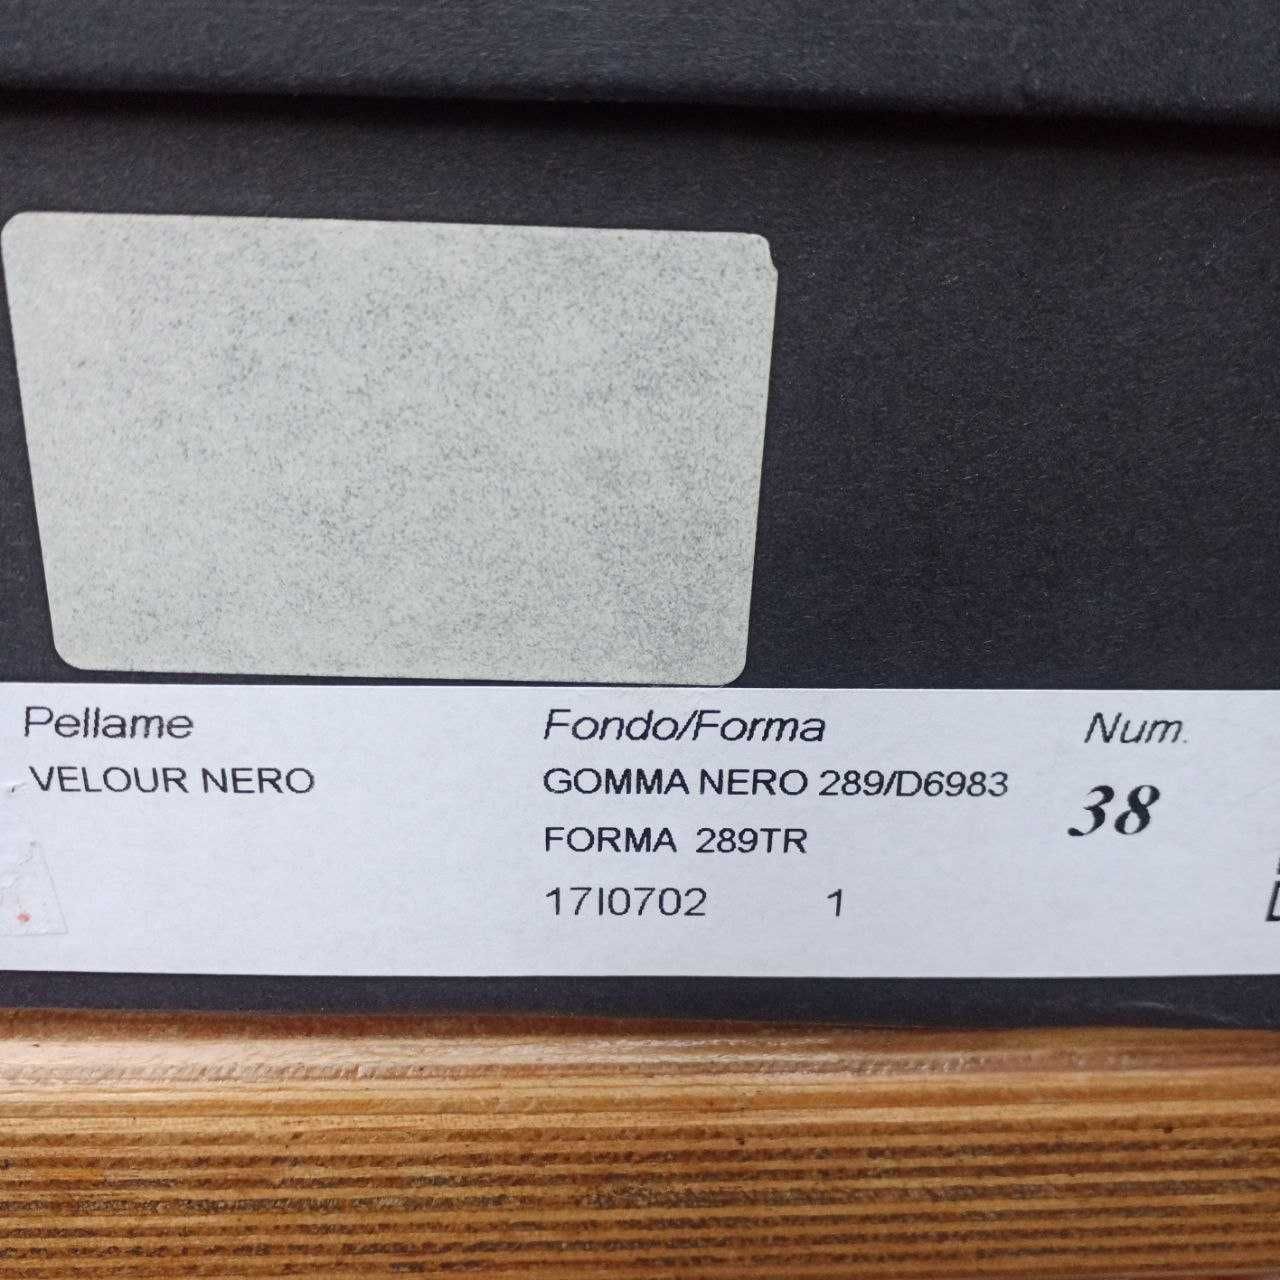 Pellame Fondo/Forma Num.
VELOUR NERO GOMMA NERO 289/D6983 38
FORMA 289TR
17I0702 1